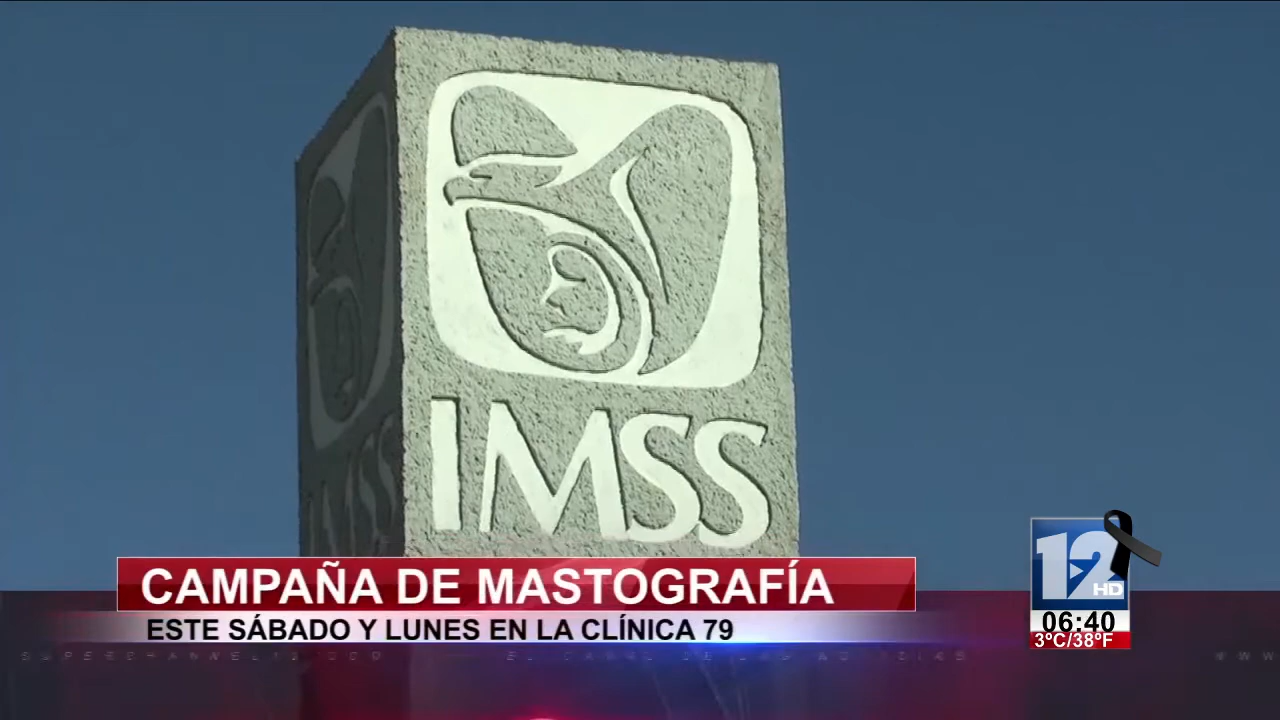 IMSS
CAMPAÑA DE MASTOGRAFÍA
ESTE SÁBADO Y LUNES EN LA CLÍNICA 79
12
HD
06:40
3ºC/38ºF